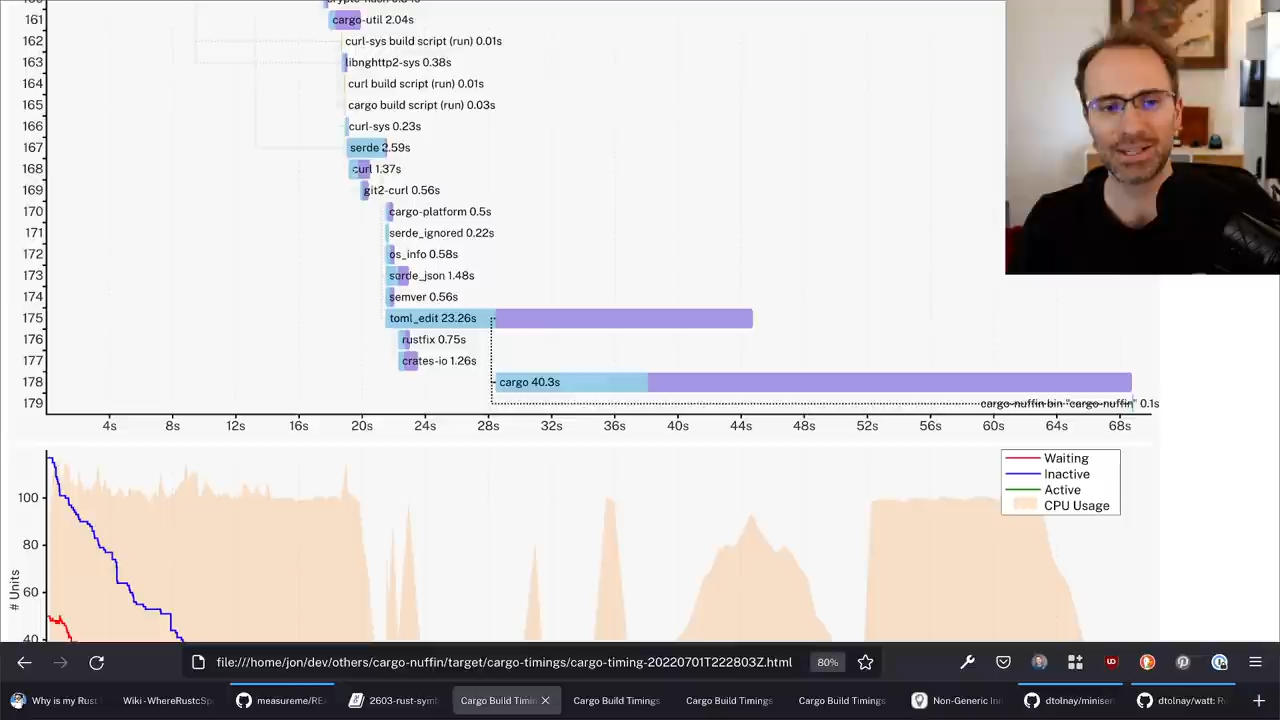 161 cargo-util 2.04s
162 curl-sys build script (run) 0.01s
163 libnghttp2-sys 0.38s
164 curl build script (run) 0.01s
165 cargo build script (run) 0.03s
166 curl-sys 0.23s
167 serde 2.59s
168 curl 1.37s
169 git2-curl 0.56s
170 cargo-platform 0.5s
171 serde_ignored 0.22s
172 os_info 0.58s
173 serde_json 1.48s
174 semver 0.56s
175 toml_edit 23.26s
176 rustfix 0.75s
177 crates-io 1.26s
178 cargo 40.3s
179 cargo-nuffin bin "cargo-nuffin" 0.1s
4s 8s 12s 16s 20s 24s 28s 32s 36s 40s 44s 48s 52s 56s 60s 64s 68s
Waiting
Inactive
Active
CPU Usage
# Units
100
80
60
40
file:///home/jon/dev/others/cargo-nuffin/target/cargo-timings/cargo-timing-20220701T222803Z.html 80%
Why is my Rust Wiki-WhereRustcSp measureme/RE 2603-rust-sym Cargo Build Timin Cargo Build Timings Cargo Build Timings Cargo Build Timings Non-Generic Inn dtolnay/miniser dtolnay/watt: R